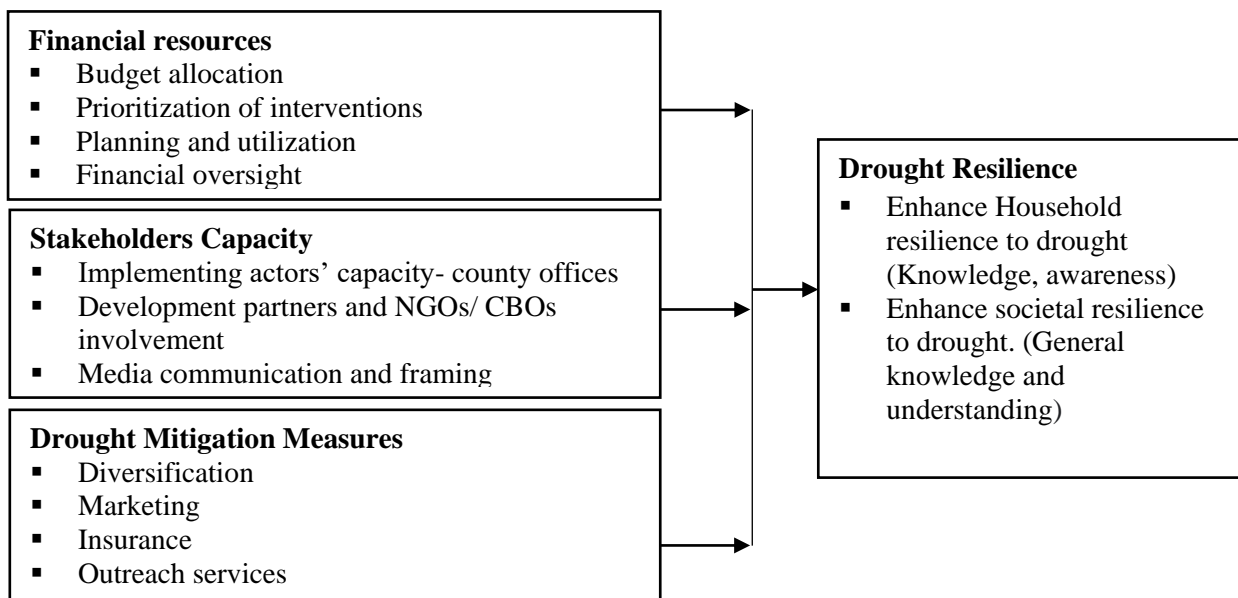 Financial resources
▪ Budget allocation
▪ Prioritization of interventions
▪ Planning and utilization
▪ Financial oversight
Stakeholders Capacity
▪ Implementing actors’ capacity- county offices
▪ Development partners and NGOs/ CBOs
involvement
▪ Media communication and framing
Drought Mitigation Measures
▪ Diversification
▪ Marketing
▪ Insurance
▪ Outreach services
Drought Resilience
▪ Enhance Household
resilience to drought
(Knowledge, awareness)
▪ Enhance societal resilience
to drought. (General
knowledge and
understanding)